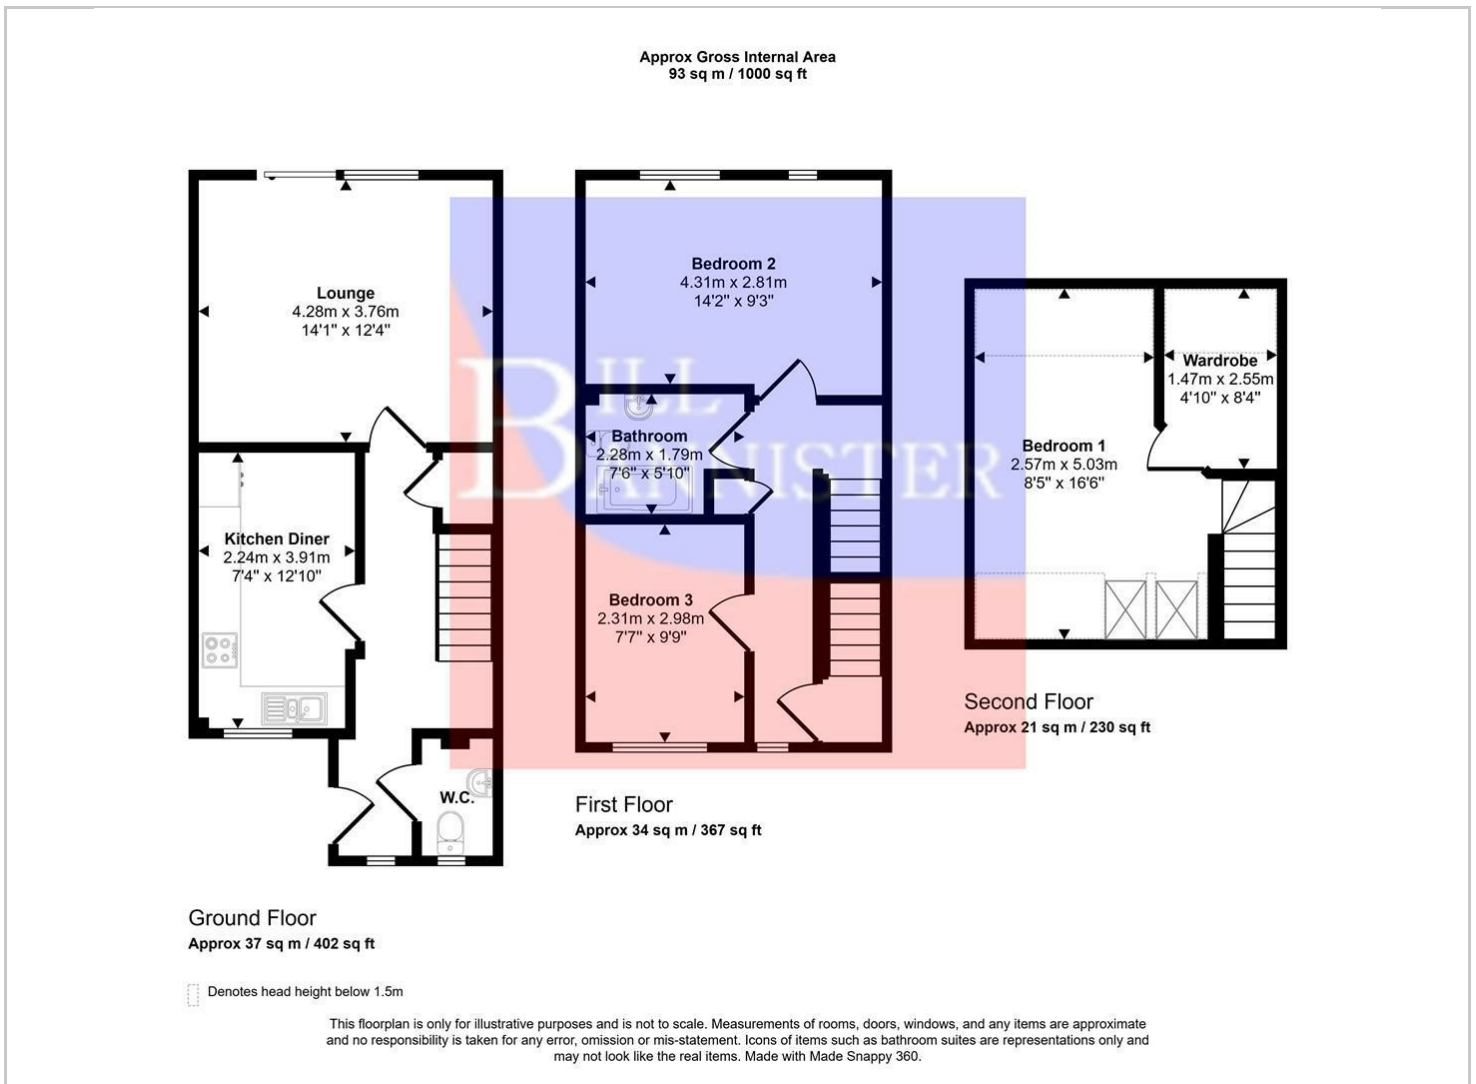 Approx Gross Internal Area
93 sq m / 1000 sq ft
Lounge
4.28m x 3.76m
14'1" x 12'4"
Kitchen Diner
2.24m x 3.91m
7'4" x 12'10"
W.C.
Ground Floor
Approx 37 sq m / 402 sq ft
Bedroom 2
4.31m x 2.81m
14'2" x 9'3"
Bathroom
2.28m x 1.79m
7'6" x 5'10"
Bedroom 3
2.31m x 2.98m
7'7" x 9'9"
First Floor
Approx 34 sq m / 367 sq ft
Wardrobe
1.47m x 2.55m
4'10" x 8'4"
Bedroom 1
2.57m x 5.03m
8'5" x 16'6"
Second Floor
Approx 21 sq m / 230 sq ft
BILL
BANNISTER
Denotes head height below 1.5m
This floorplan is only for illustrative purposes and is not to scale. Measurements of rooms, doors, windows, and any items are approximate
and no responsibility is taken for any error, omission or mis-statement. Icons of items such as bathroom suites are representations only and
may not look like the real items. Made with Made Snappy 360.